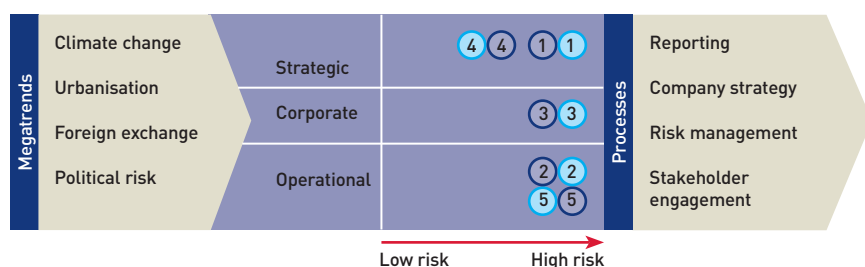 Megatrends
Climate change
Urbanisation
Foreign exchange
Political risk
Strategic
4 4 1 1
Corporate
3 3
Operational
2 2
5 5
Low risk
High risk
Processes
Reporting
Company strategy
Risk management
Stakeholder
engagement